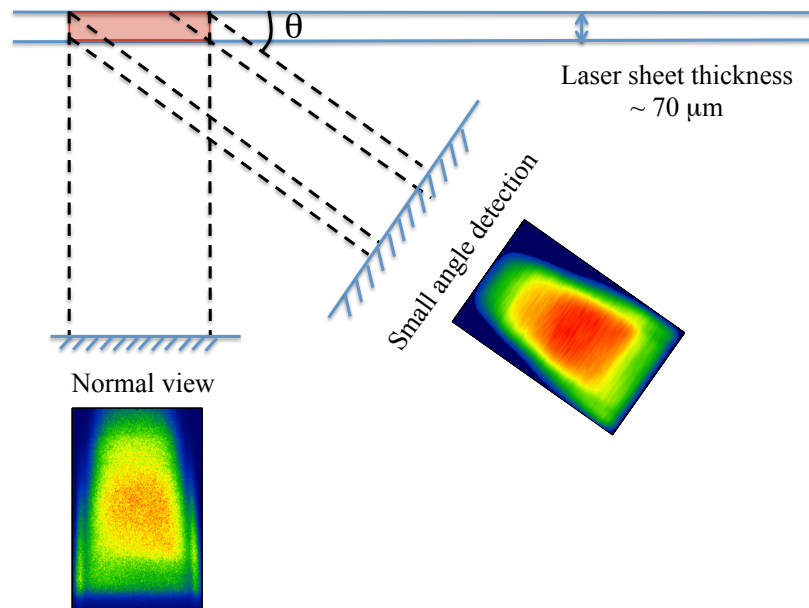 θ
Laser sheet thickness
~ 70 μm
Small angle detection
Normal view